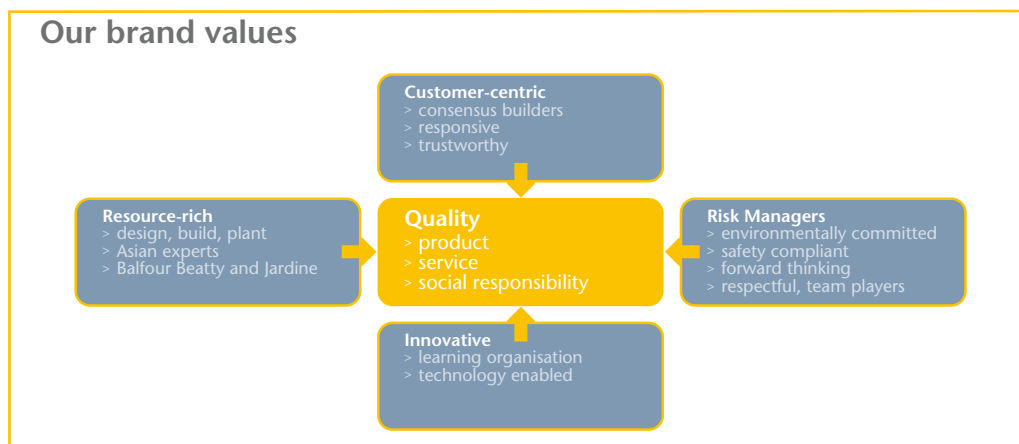 Our brand values
Customer-centric
> consensus builders
> responsive
> trustworthy
Resource-rich
> design, build, plant
> Asian experts
> Balfour Beatty and Jardine
Quality
> product
> service
> social responsibility
Risk Managers
> environmentally committed
> safety compliant
> forward thinking
> respectful, team players
Innovative
> learning organisation
> technology enabled